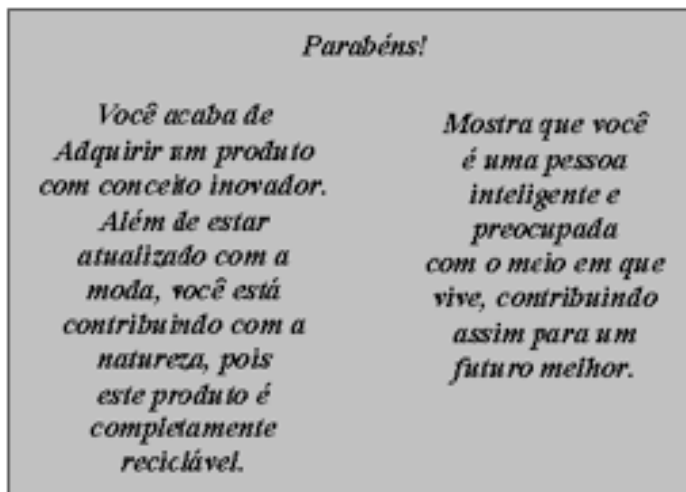 Parabéns!
Você acaba de
Adquirir um produto
com conceito inovador.
Além de estar
atualizado com a
moda, você está
contribuindo com a
natureza, pois
este produto é
completamente
reciclável.
Mostra que você
é uma pessoa
inteligente e
preocupada
com o meio em que
vive, contribuindo
assim para um
futuro melhor.